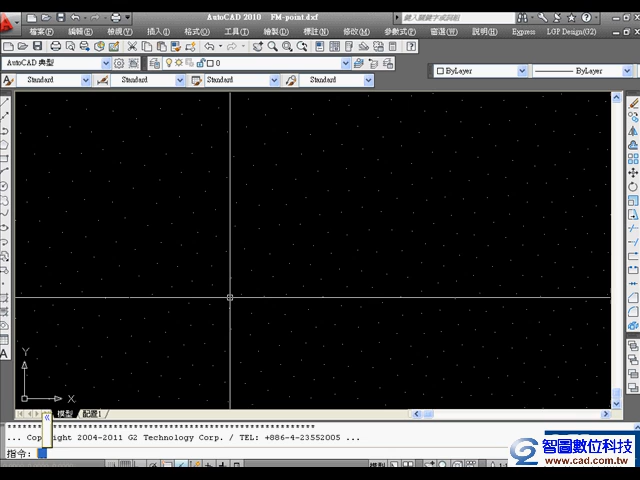 AutoCAD 2010 FM-point.dxf
鍵入關鍵字或詞組
檔案(F) 編輯(E) 檢視(V) 插入(I) 格式(O) 工具(T) 繪製(D) 標註(N) 修改(M) 參數式(P) 視窗(W) 說明(H) Express LGP Design(G2)
AutoCAD 典型
0
ByLayer
ByLayer
Standard
Standard
Standard
Standard
Y
X
模型 配置1
... Copyright 2004-2011 G2 Technology Corp. / TEL: +886-4-23552005 ...
指令:
模型
智圖數位科技
www.cad.com.tw